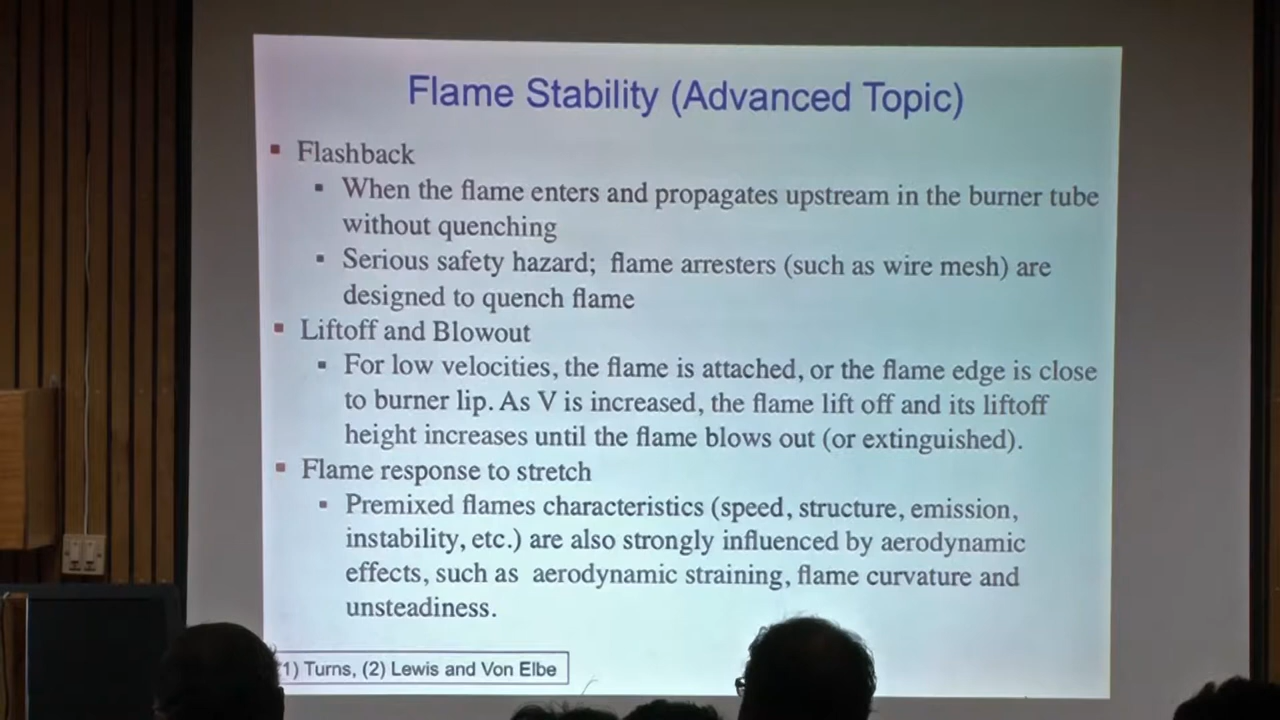 Flame Stability (Advanced Topic)
▪ Flashback
▪ When the flame enters and propagates upstream in the burner tube
without quenching
▪ Serious safety hazard; flame arresters (such as wire mesh) are
designed to quench flame
▪ Liftoff and Blowout
▪ For low velocities, the flame is attached, or the flame edge is close
to burner lip. As V is increased, the flame lift off and its liftoff
height increases until the flame blows out (or extinguished).
▪ Flame response to stretch
▪ Premixed flames characteristics (speed, structure, emission,
instability, etc.) are also strongly influenced by aerodynamic
effects, such as aerodynamic straining, flame curvature and
unsteadiness.
1) Turns, (2) Lewis and Von Elbe